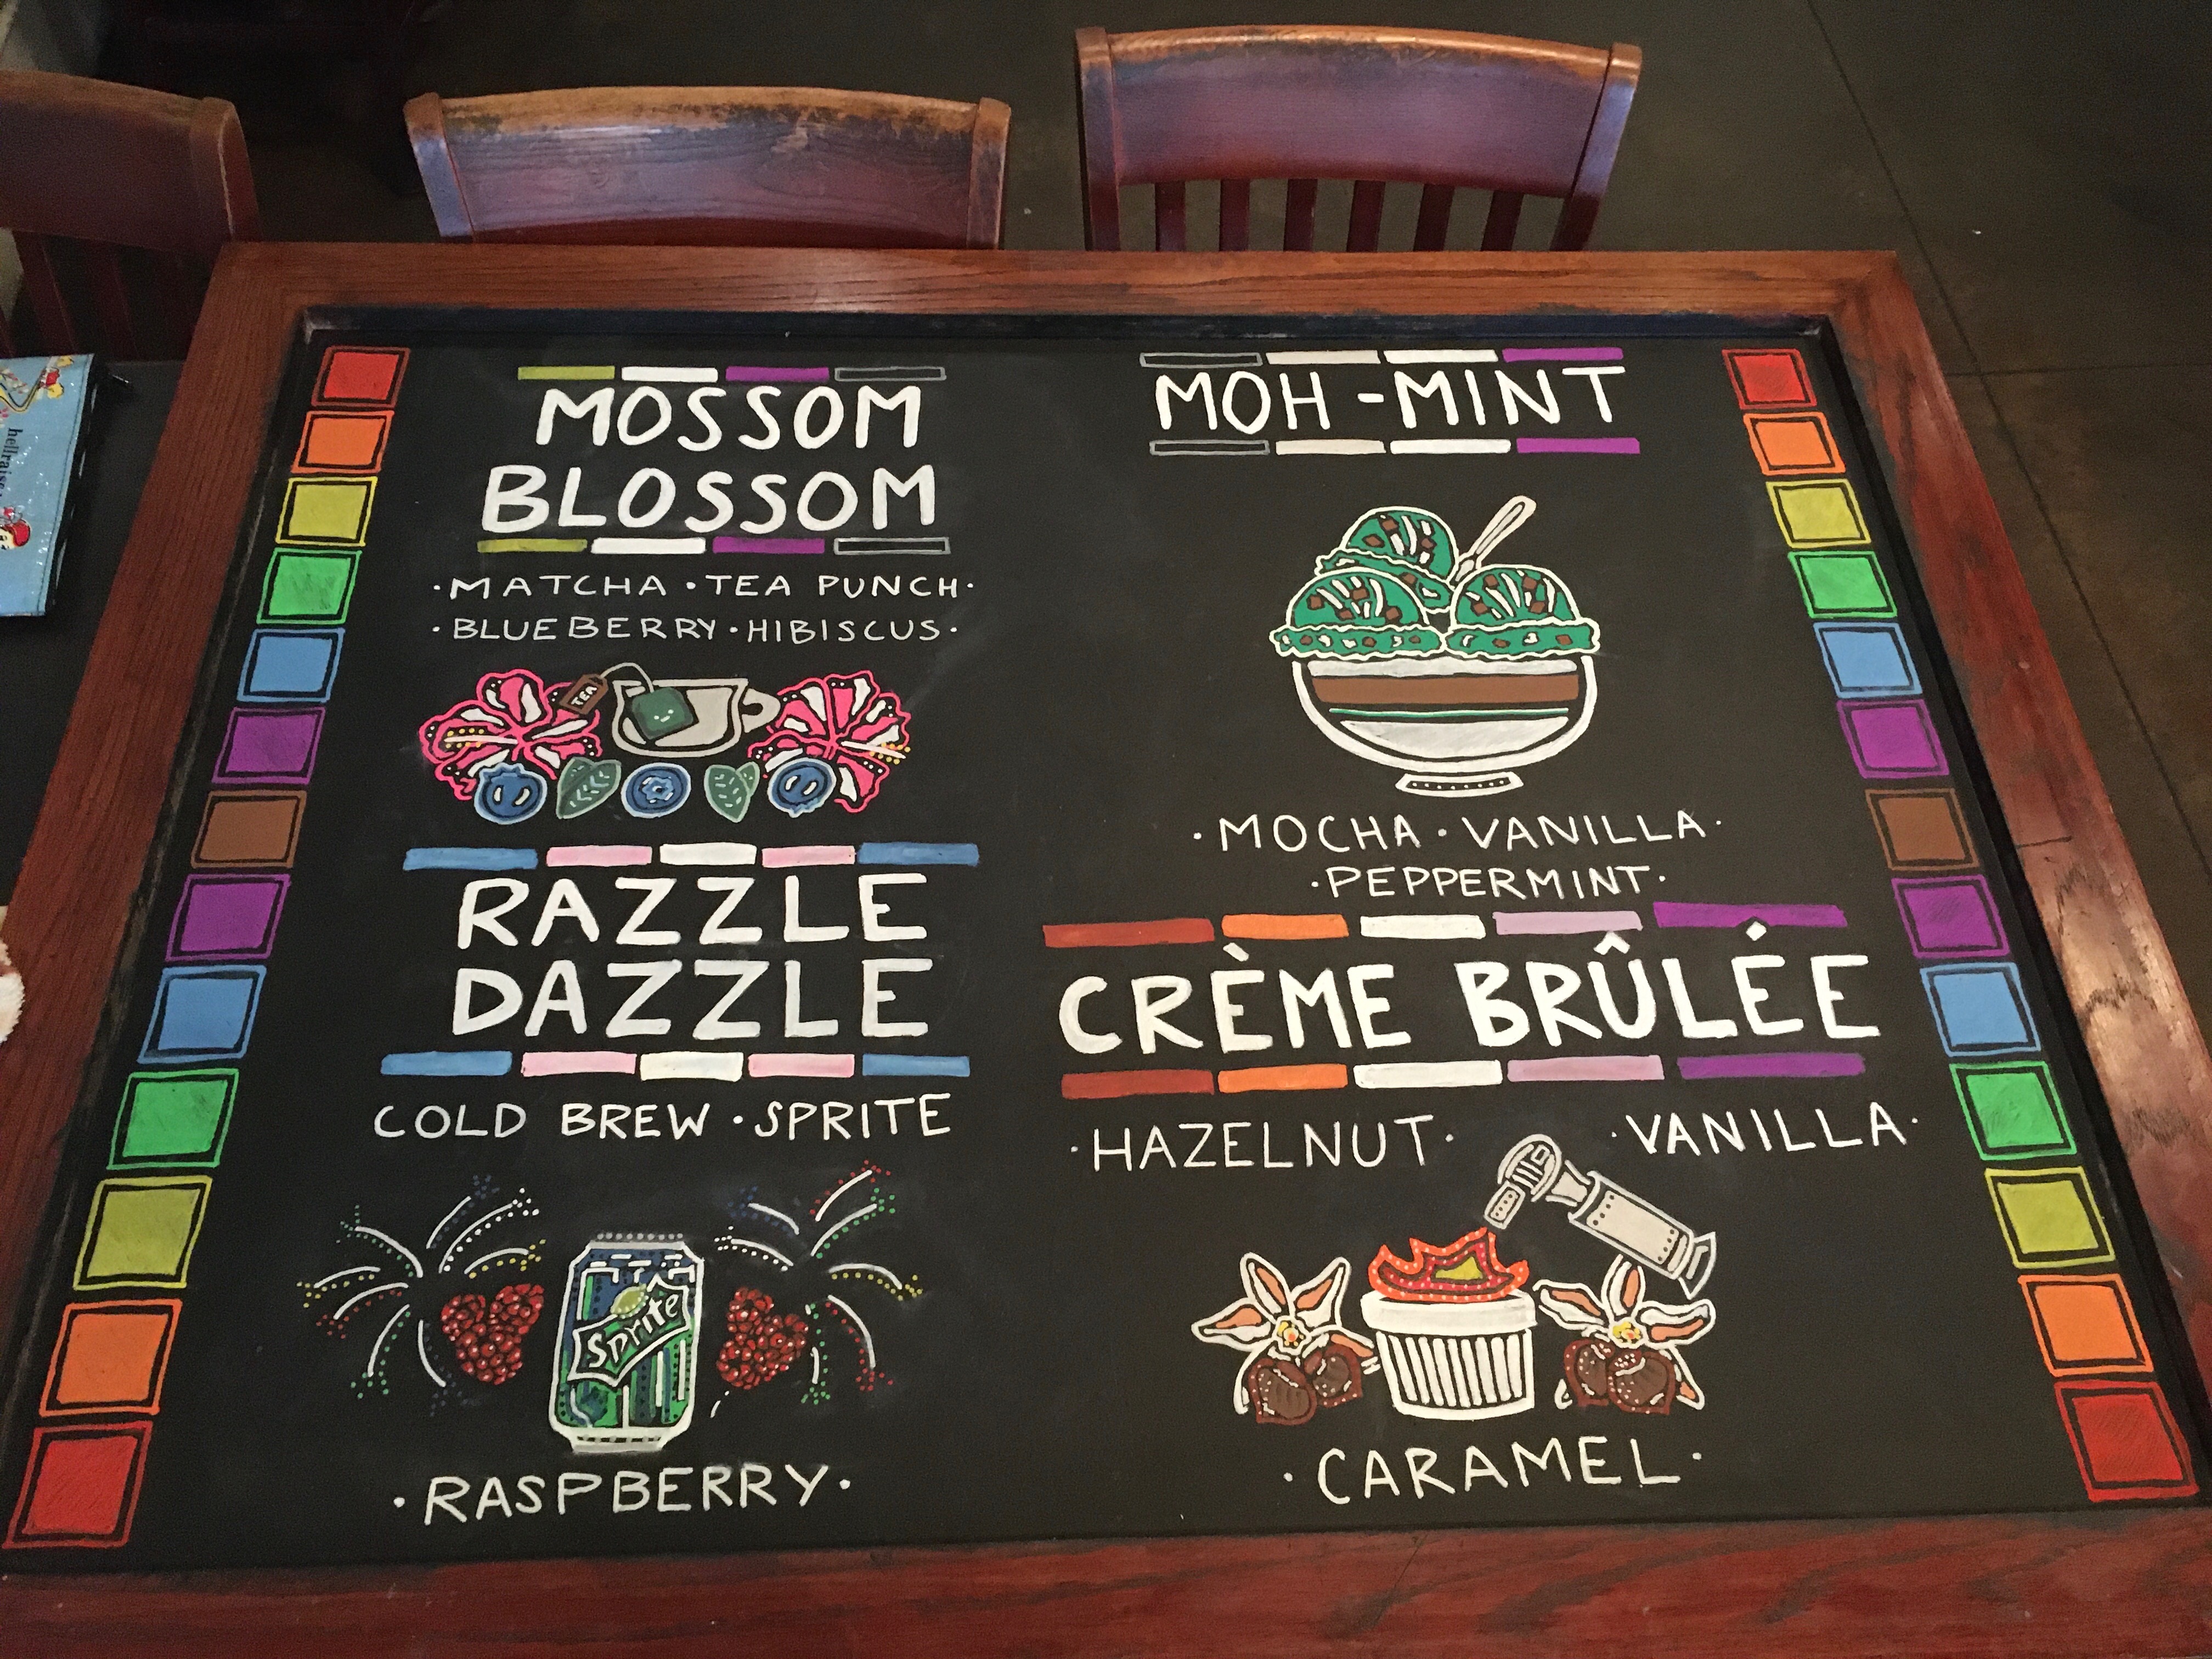 MOSSOM
BLOSSOM
·MATCHA·TEA PUNCH·
·BLUEBERRY·HIBISCUS·
TEA
RAZZLE
DAZZLE
COLD BREW·SPRITE
Sprite
·RASPBERRY·
MOH-MINT
·MOCHA·VANILLA·
·PEPPERMINT·
CRÈME BRÛLÉE
·HAZELNUT· ·VANILLA·
·CARAMEL·